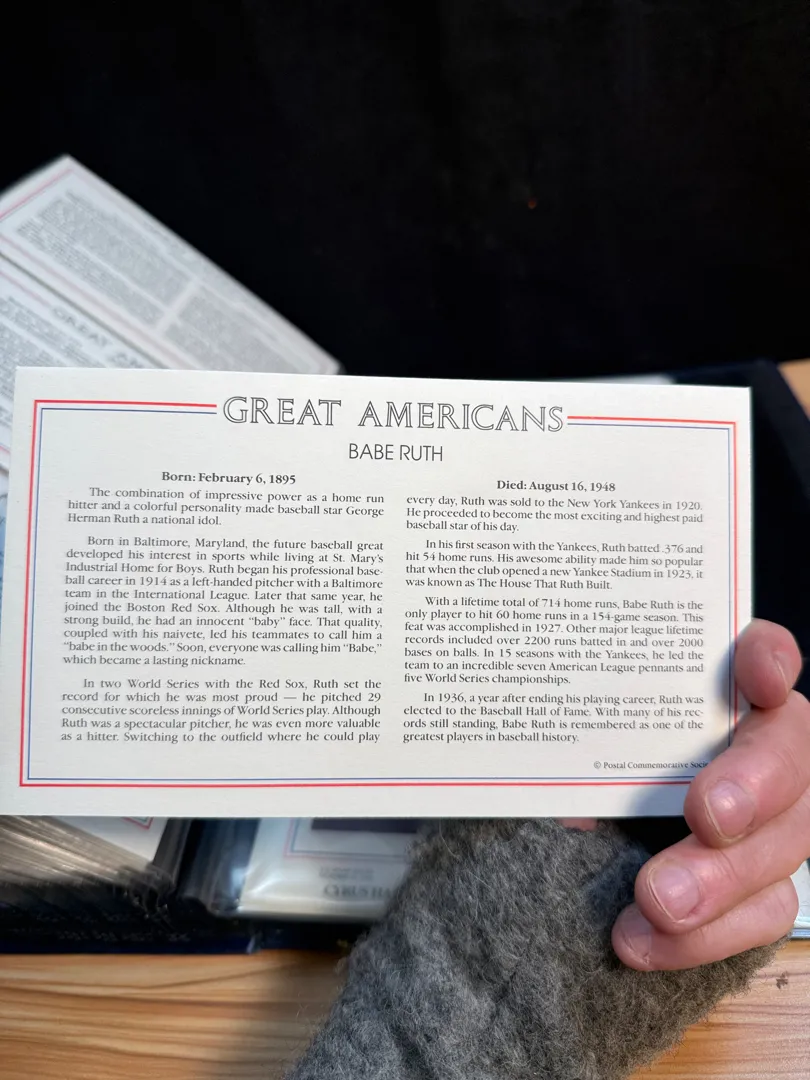 GREAT AMERICANS
BABE RUTH
Born: February 6, 1895
The combination of impressive power as a home run
hitter and a colorful personality made baseball star George
Herman Ruth a national idol.
Born in Baltimore, Maryland, the future baseball great
developed his interest in sports while living at St. Mary's
Industrial Home for Boys. Ruth began his professional base-
ball career in 1914 as a left-handed pitcher with a Baltimore
team in the International League. Later that same year, he
joined the Boston Red Sox. Although he was tall, with a
strong build, he had an innocent "baby" face. That quality,
coupled with his naivete, led his teammates to call him a
"babe in the woods." Soon, everyone was calling him "Babe,"
which became a lasting nickname.
In two World Series with the Red Sox, Ruth set the
record for which he was most proud — he pitched 29
consecutive scoreless innings of World Series play. Although
Ruth was a spectacular pitcher, he was even more valuable
as a hitter. Switching to the outfield where he could play
Died: August 16, 1948
every day, Ruth was sold to the New York Yankees in 1920.
He proceeded to become the most exciting and highest paid
baseball star of his day.
In his first season with the Yankees, Ruth batted .376 and
hit 54 home runs. His awesome ability made him so popular
that when the club opened a new Yankee Stadium in 1923, it
was known as The House That Ruth Built.
With a lifetime total of 714 home runs, Babe Ruth is the
only player to hit 60 home runs in a 154-game season. This
feat was accomplished in 1927. Other major league lifetime
records included over 2200 runs batted in and over 2000
bases on balls. In 15 seasons with the Yankees, he led the
team to an incredible seven American League pennants and
five World Series championships.
In 1936, a year after ending his playing career, Ruth was
elected to the Baseball Hall of Fame. With many of his rec-
ords still standing, Babe Ruth is remembered as one of the
greatest players in baseball history.
© Postal Commemorative
GREAT
CYRUS